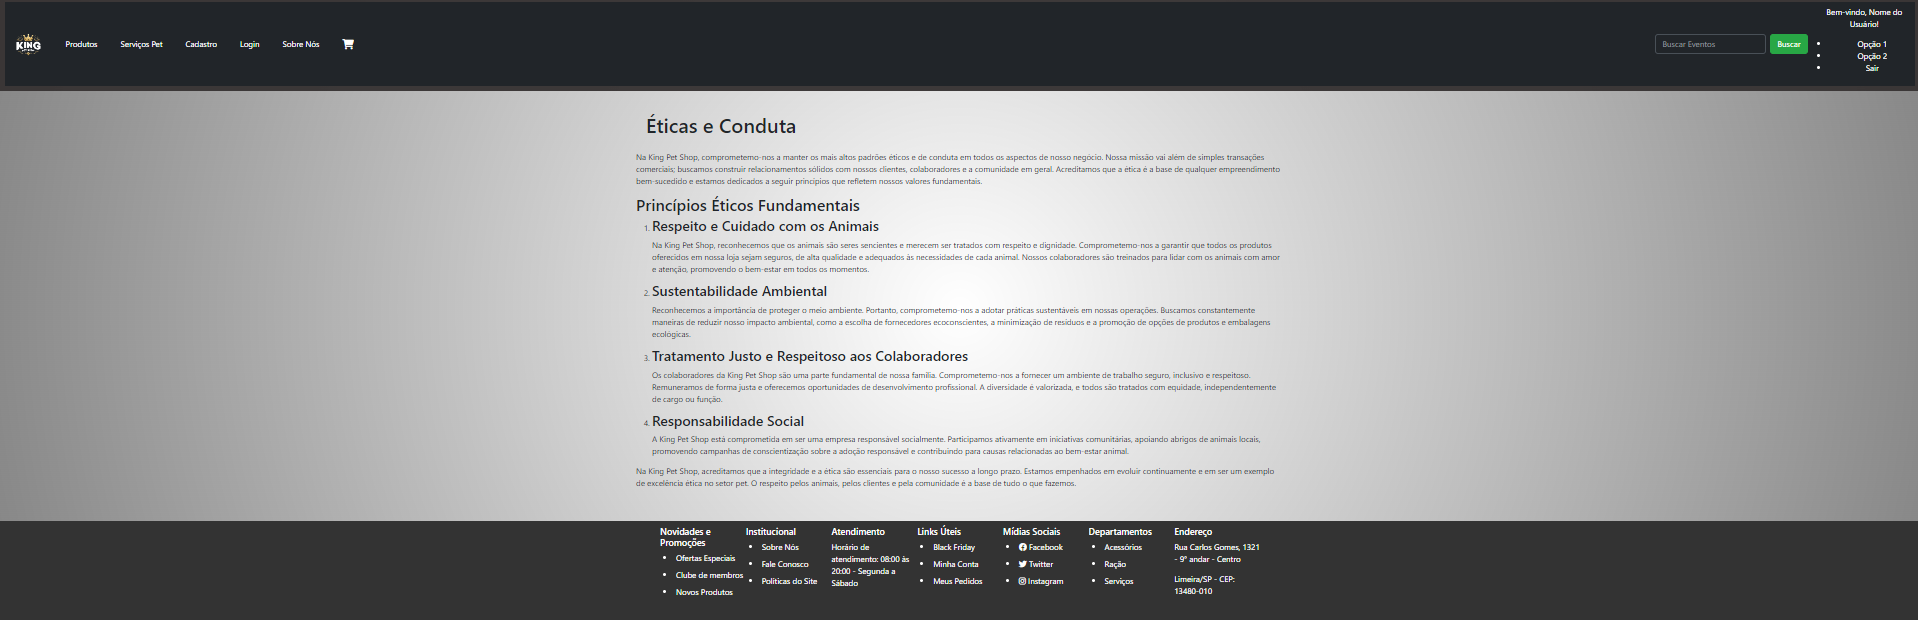 KING
Produtos
Serviços Pet
Cadastro
Login
Sobre Nós
Buscar Eventos
Buscar
Bem-vindo, Nome do
Usuário!
Opção 1
Opção 2
Sair
Éticas e Conduta
Na King Pet Shop, comprometemo-nos a manter os mais altos padrões éticos e de conduta em todos os aspectos de nosso negócio. Nossa missão vai além de simples transações
comerciais; buscamos construir relacionamentos sólidos com nossos clientes, colaboradores e a comunidade em geral. Acreditamos que a ética é a base de qualquer empreendimento
bem-sucedido e estamos dedicados a seguir princípios que refletem nossos valores fundamentais.
Princípios Éticos Fundamentais
1. Respeito e Cuidado com os Animais
Na King Pet Shop, reconhecemos que os animais são seres sencientes e merecem ser tratados com respeito e dignidade. Comprometemo-nos a garantir que todos os produtos
oferecidos em nossa loja sejam seguros, de alta qualidade e adequados às necessidades de cada animal. Nossos colaboradores são treinados para lidar com os animais com amor
e atenção, promovendo o bem-estar em todos os momentos.
2. Sustentabilidade Ambiental
Reconhecemos a importância de proteger o meio ambiente. Portanto, comprometemo-nos a adotar práticas sustentáveis em nossas operações. Buscamos constantemente
maneiras de reduzir nosso impacto ambiental, como a escolha de fornecedores ecoconscientes, a minimização de resíduos e a promoção de opções de produtos e embalagens
ecológicas.
3. Tratamento Justo e Respeitoso aos Colaboradores
Os colaboradores da King Pet Shop são uma parte fundamental de nossa família. Comprometemo-nos a fornecer um ambiente de trabalho seguro, inclusivo e respeitoso.
Remuneramos de forma justa e oferecemos oportunidades de desenvolvimento profissional. A diversidade é valorizada, e todos são tratados com equidade, independentemente
de cargo ou função.
4. Responsabilidade Social
A King Pet Shop está comprometida em ser uma empresa responsável socialmente. Participamos ativamente em iniciativas comunitárias, apoiando abrigos de animais locais,
promovendo campanhas de conscientização sobre a adoção responsável e contribuindo para causas relacionadas ao bem-estar animal.
Na King Pet Shop, acreditamos que a integridade e a ética são essenciais para o nosso sucesso a longo prazo. Estamos empenhados em evoluir continuamente e em ser um exemplo
de excelência ética no setor pet. O respeito pelos animais, pelos clientes e pela comunidade é a base de tudo o que fazemos.
Novidades e
Promoções
Ofertas Especiais
Clube de membros
Novos Produtos
Institucional
Sobre Nós
Fale Conosco
Políticas do Site
Atendimento
Horário de
atendimento: 08:00 às
20:00 - Segunda a
Sábado
Links Úteis
Black Friday
Minha Conta
Meus Pedidos
Mídias Sociais
Facebook
Twitter
Instagram
Departamentos
Acessórios
Ração
Serviços
Endereço
Rua Carlos Gomes, 1321
- 9º andar - Centro
Limeira/SP - CEP:
13480-010